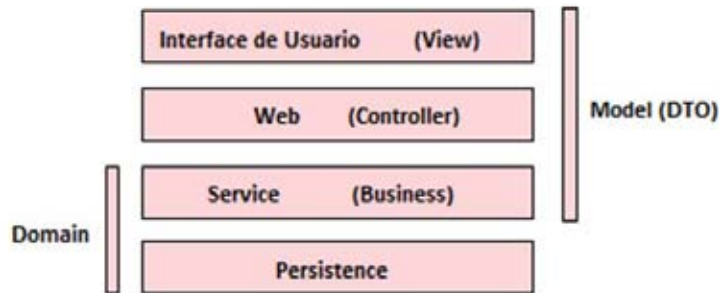 Interface de Usuario (View)
Web (Controller)
Model (DTO)
Service (Business)
Domain
Persistence